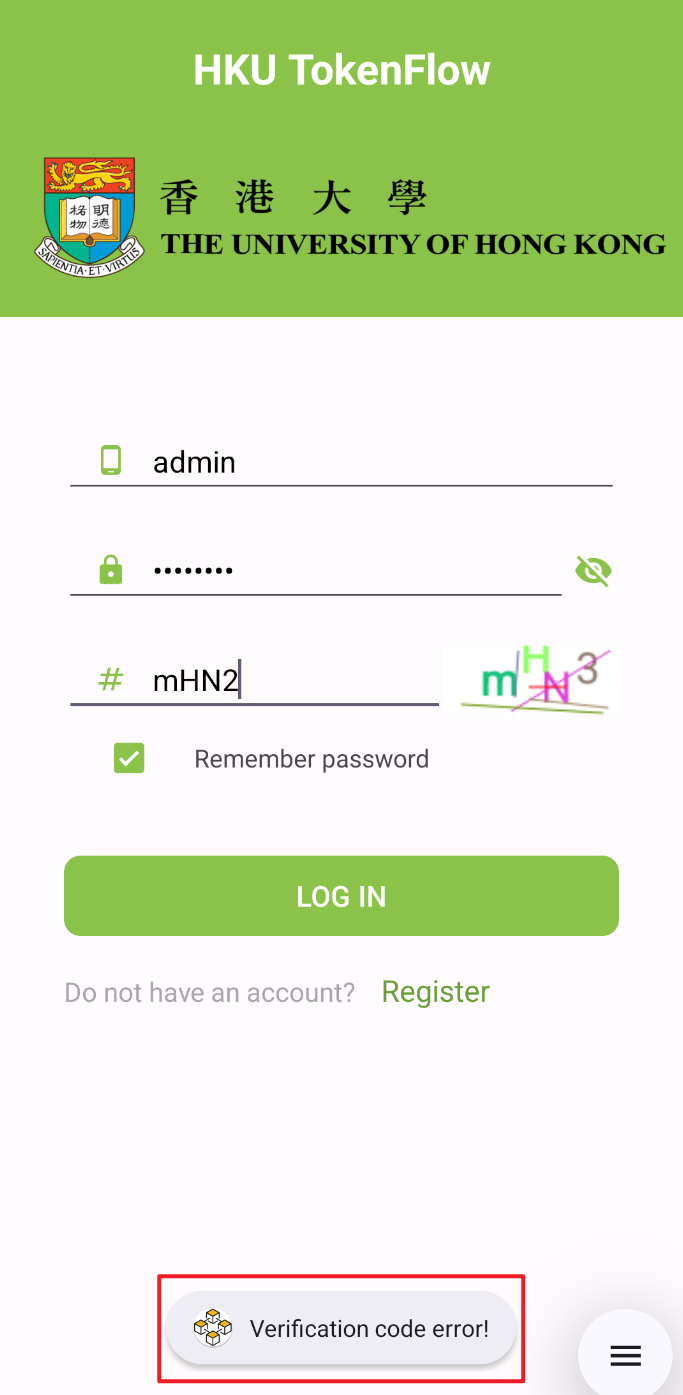 HKU TokenFlow
香港大學
THE UNIVERSITY OF HONG KONG
明德
格物
SAPIENTIA·ET·VIRTUS
admin
••••••••
# mHN2
mHN3
Remember password
LOG IN
Do not have an account? Register
Verification code error!